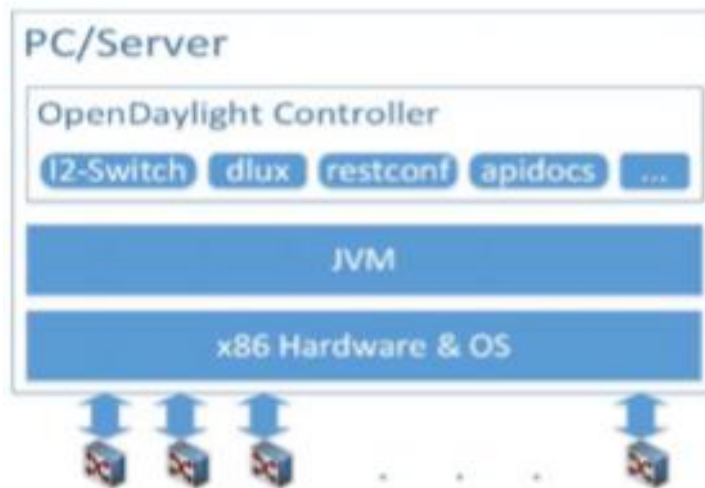 PC/Server
OpenDaylight Controller
l2-Switch dlux restconf apidocs ...
JVM
x86 Hardware & OS
. . .